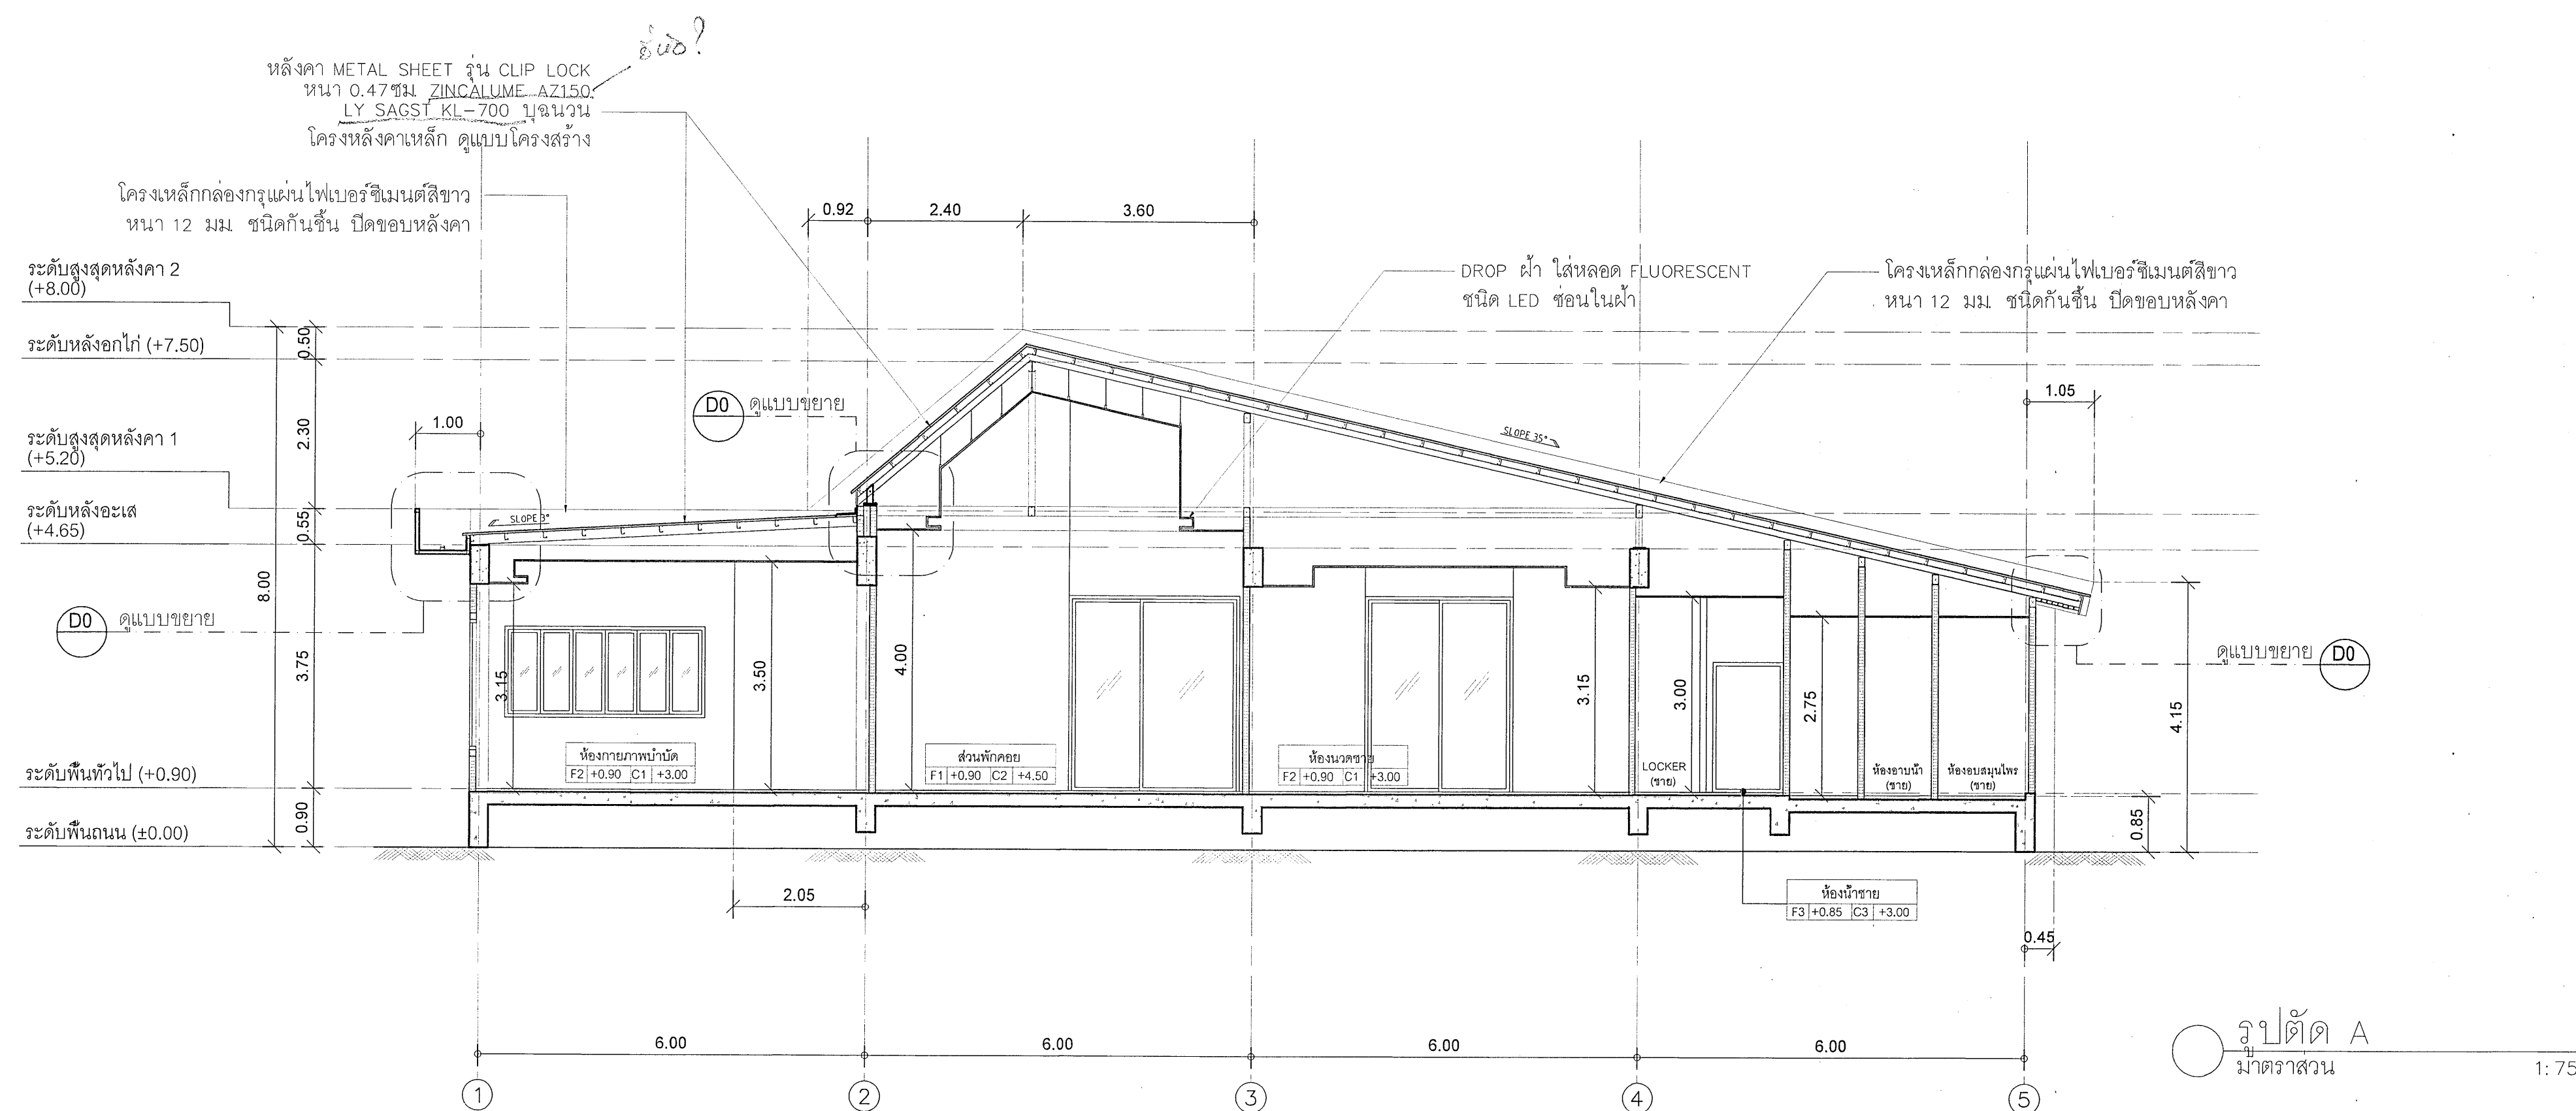 ยี่ห้อ?
หลังคา METAL SHEET รุ่น CLIP LOCK
หนา 0.47ซม. ZINCALUME AZ150
LY SAGST KL-700 บุฉนวน
โครงหลังคาเหล็ก ดูแบบโครงสร้าง
โครงเหล็กกล่องกรุแผ่นไฟเบอร์ซีเมนต์สีขาว
หนา 12 มม. ชนิดกันชื้น ปิดขอบหลังคา
0.92
2.40
3.60
ระดับสูงสุดหลังคา 2
(+8.00)
ระดับหลังอกไก่ (+7.50)
ระดับสูงสุดหลังคา 1
(+5.20)
ระดับหลังอะเส
(+4.65)
ระดับพื้นทั่วไป (+0.90)
ระดับพื้นถนน (±0.00)
8.00
0.50
2.30
0.55
3.75
0.90
DROP ฝ้า ใส่หลอด FLUORESCENT
ชนิด LED ซ่อนในฝ้า
โครงเหล็กกล่องกรุแผ่นไฟเบอร์ซีเมนต์สีขาว
หนา 12 มม. ชนิดกันชื้น ปิดขอบหลังคา
1.00
D0 ดูแบบขยาย
1.05
SLOPE 35°
SLOPE 3°
D0 ดูแบบขยาย
ดูแบบขยาย D0
3.15
3.50
4.00
3.15
3.00
2.75
4.15
0.85
ห้องกายภาพบำบัด
F2 +0.90 C1 +3.00
ส่วนพักคอย
F1 +0.90 C2 +4.50
ห้องนวดชาย
F2 +0.90 C1 +3.00
LOCKER
(ชาย)
ห้องอาบน้ำ
(ชาย)
ห้องอบสมุนไพร
(ชาย)
ห้องน้ำชาย
F3 +0.85 C3 +3.00
2.05
0.45
6.00
6.00
6.00
6.00
1
2
3
4
5
รูปตัด A
มาตราส่วน 1:75